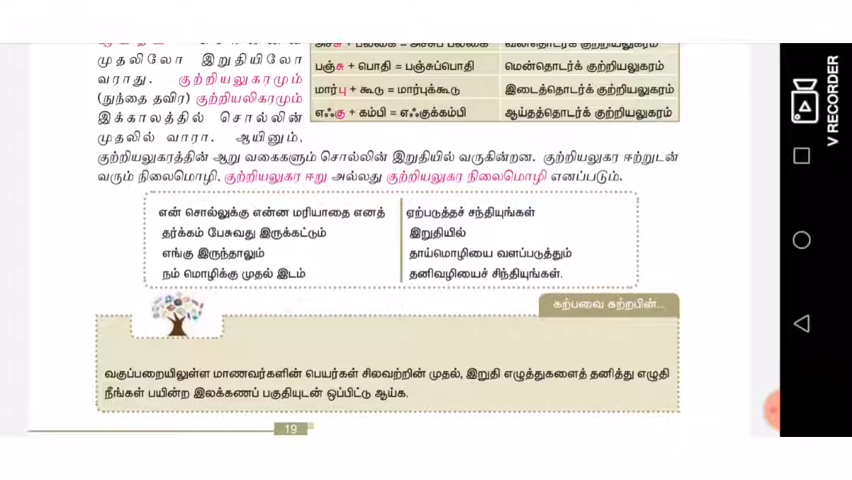 முதலிலோ இறுதியிலோ
வராது. குற்றியலுகரமும்
(நுந்தை தவிர) குற்றியலிகரமும்
இக்காலத்தில் சொல்லின்
முதலில் வாரா. ஆயினும்,
பஞ்சு + பொதி = பஞ்சுப்பொதி மென்தொடர்க் குற்றியலுகரம்
மார்பு + கூடு = மார்புக்கூடு இடைத்தொடர்க் குற்றியலுகரம்
எஃகு + கம்பி = எஃகுக்கம்பி ஆய்தத்தொடர்க் குற்றியலுகரம்
குற்றியலுகரத்தின் ஆறு வகைகளும் சொல்லின் இறுதியில் வருகின்றன. குற்றியலுகர ஈற்றுடன்
வரும் நிலைமொழி, குற்றியலுகர ஈறு அல்லது குற்றியலுகர நிலைமொழி எனப்படும்.
என் சொல்லுக்கு என்ன மரியாதை எனத்
தர்க்கம் பேசுவது இருக்கட்டும்
எங்கு இருந்தாலும்
நம் மொழிக்கு முதல் இடம்
ஏற்படுத்தச் சந்தியுங்கள்
இறுதியில்
தாய்மொழியை வளப்படுத்தும்
தனிவழியைச் சிந்தியுங்கள்.
கற்பவை கற்றபின்...
வகுப்பறையிலுள்ள மாணவர்களின் பெயர்கள் சிலவற்றின் முதல், இறுதி எழுத்துகளைத் தனித்து எழுதி
நீங்கள் பயின்ற இலக்கணப் பகுதியுடன் ஒப்பிட்டு ஆய்க.
19
V RECORDER